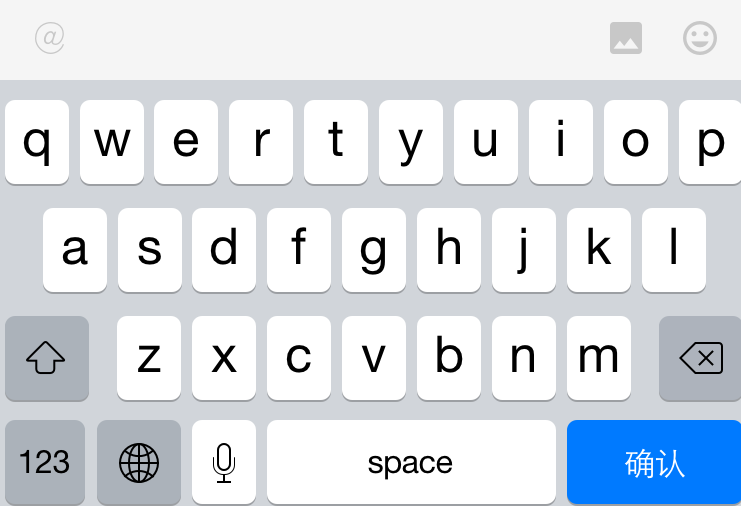 @
q w e r t y u i o p
a s d f g h j k l
z x c v b n m
123 space 确认